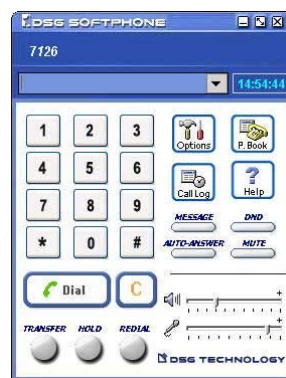 DSG SOFTPHONE
7126
14:54:44
1 2 3
Options P. Book
4 5 6
Call Log Help
7 8 9
MESSAGE DND
* 0 #
AUTO-ANSWER MUTE
Dial C
TRANSFER HOLD REDIAL
DSG TECHNOLOGY